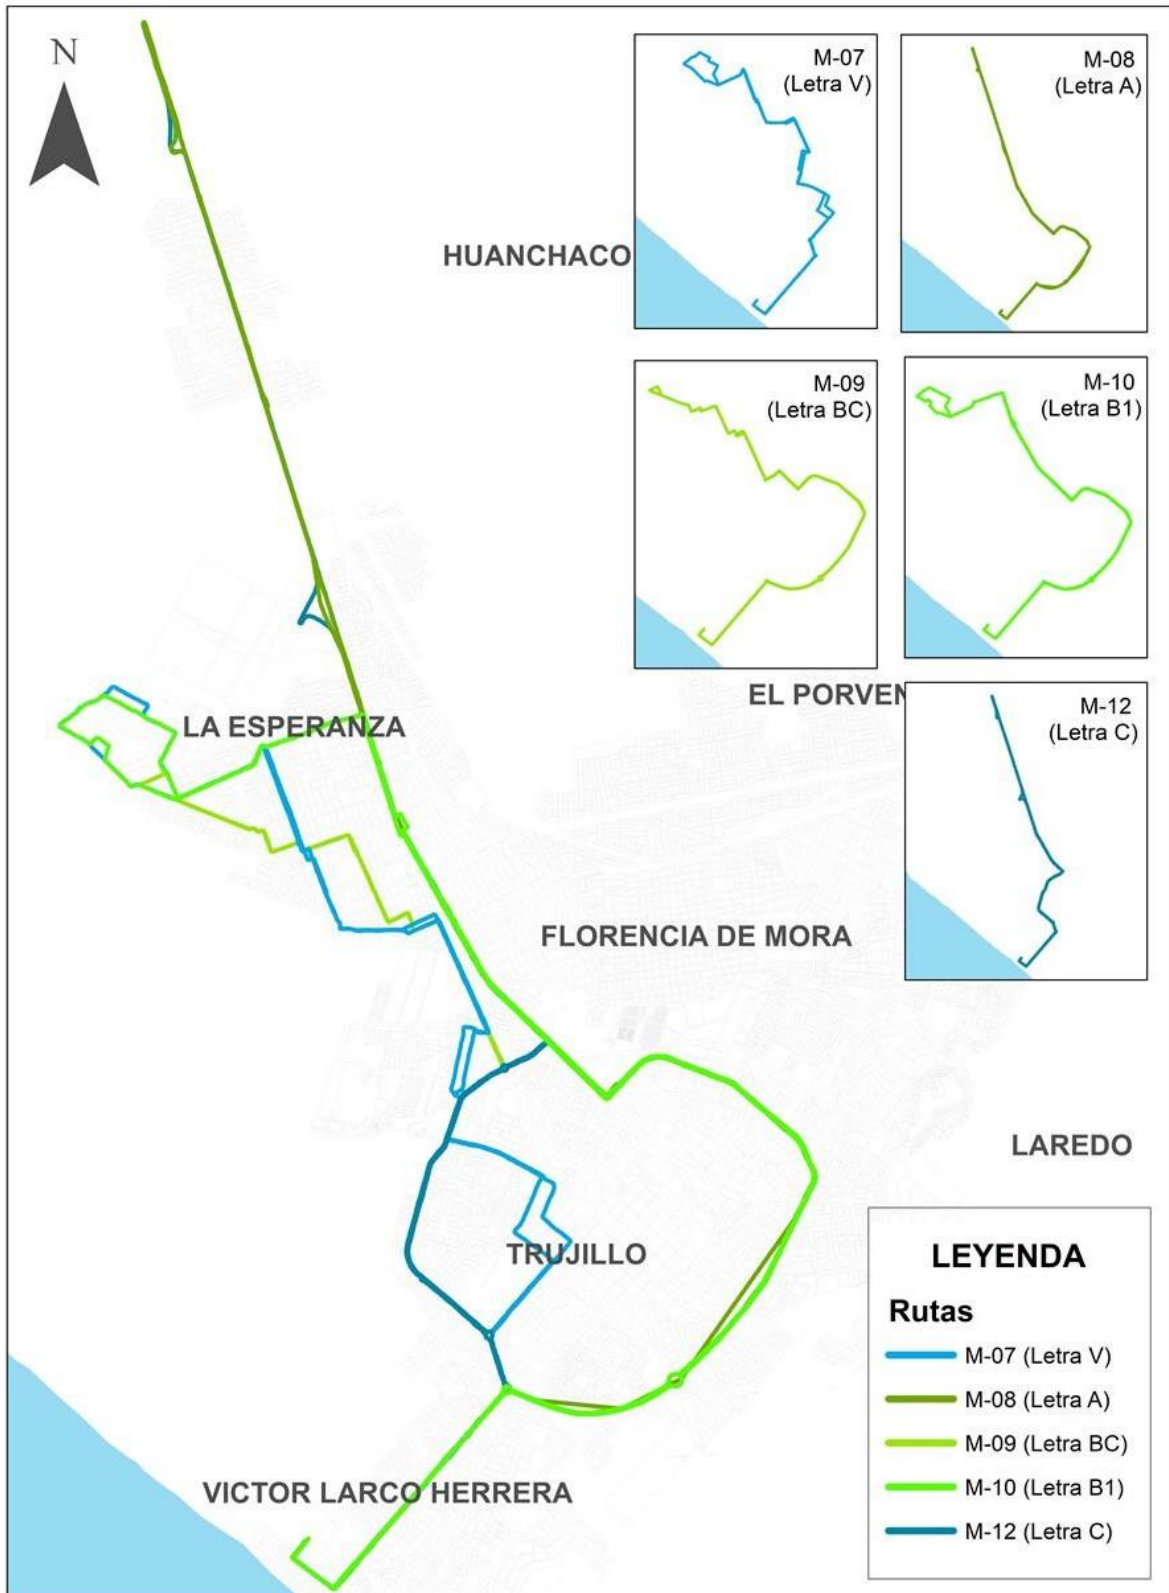 N
M-07
(Letra V)
M-08
(Letra A)
HUANCHACO
M-09
(Letra BC)
M-10
(Letra B1)
EL PORVEN
M-12
(Letra C)
LA ESPERANZA
FLORENCIA DE MORA
LAREDO
TRUJILLO
VICTOR LARCO HERRERA
LEYENDA
Rutas
M-07 (Letra V)
M-08 (Letra A)
M-09 (Letra BC)
M-10 (Letra B1)
M-12 (Letra C)